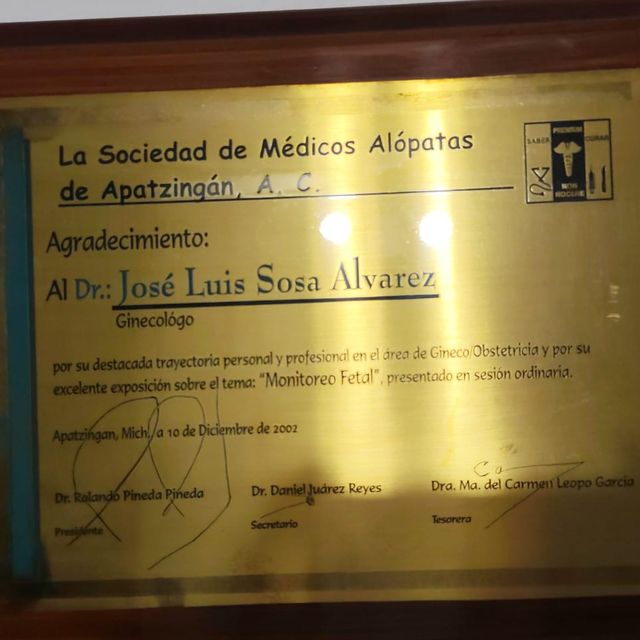 La Sociedad de Médicos Alópatas
de Apatzingán, A. C.
SABER
PREMIUM
CURAR
NON
NOCERE
Agradecimiento:
Al Dr.: José Luis Sosa Alvarez
Ginecológo
por su destacada trayectoria personal y profesional en el área de Gineco/Obstetricia y por su
excelente exposición sobre el tema: "Monitoreo Fetal", presentado en sesión ordinaria.
Apatzingan, Mich. a 10 de Diciembre de 2002
Dr. Rolando Pineda Pineda
Dr. Daniel Juárez Reyes
Dra. Ma. del Carmen Leopo Garcia
Presidente
Secretario
Tesorera